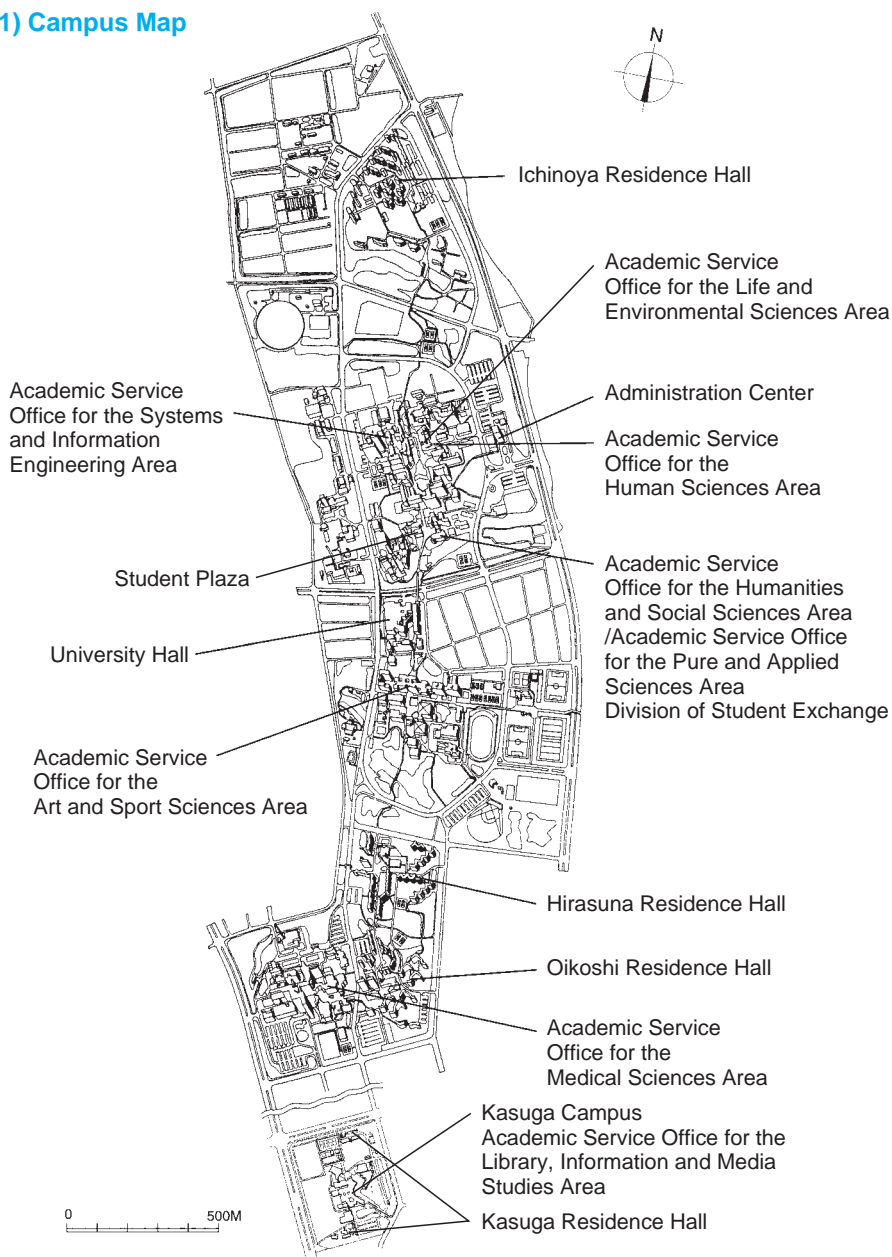 1) Campus Map
N
Ichinoya Residence Hall
Academic Service
Office for the Life and
Environmental Sciences Area
Academic Service
Office for the Systems
and Information
Engineering Area
Administration Center
Academic Service
Office for the
Human Sciences Area
Student Plaza
Academic Service
Office for the Humanities
and Social Sciences Area
/Academic Service Office
for the Pure and Applied
Sciences Area
Division of Student Exchange
University Hall
Academic Service
Office for the
Art and Sport Sciences Area
Hirasuna Residence Hall
Oikoshi Residence Hall
Academic Service
Office for the
Medical Sciences Area
Kasuga Campus
Academic Service Office for the
Library, Information and Media
Studies Area
Kasuga Residence Hall
0 500M